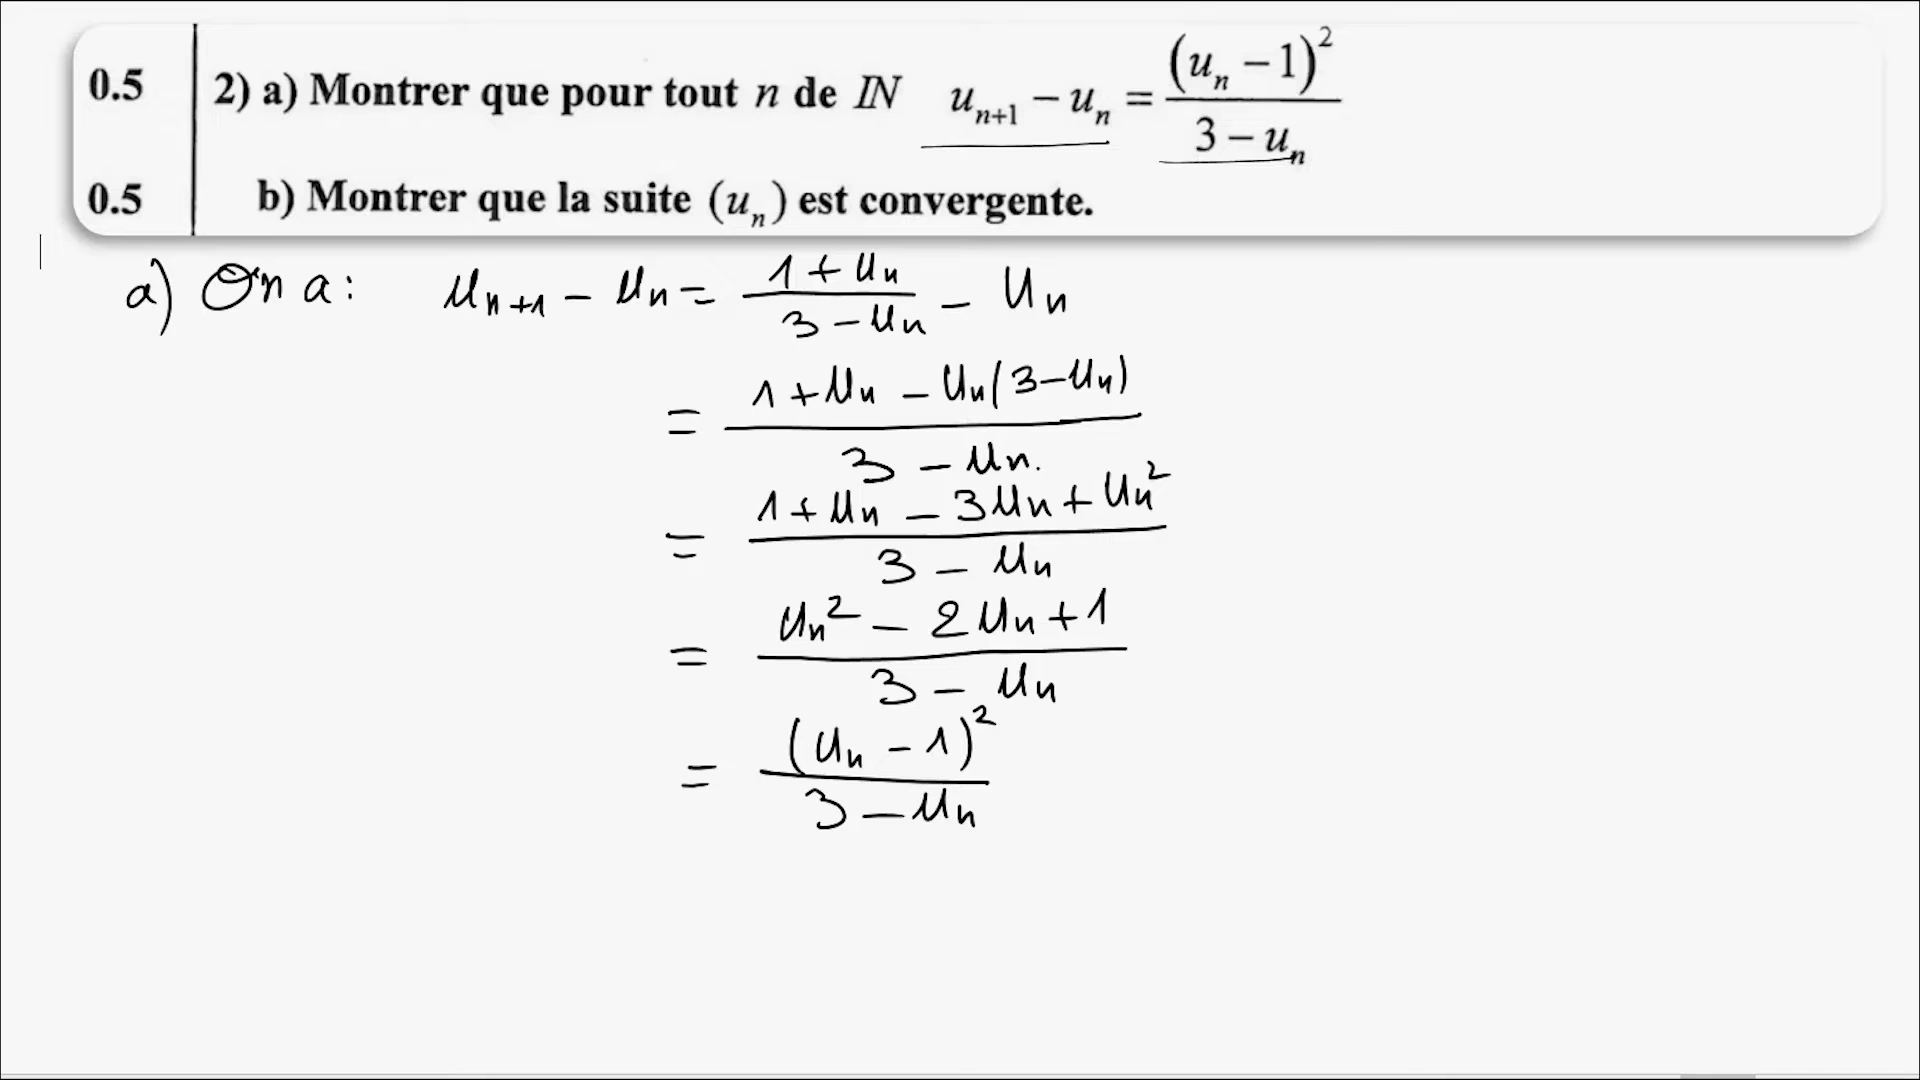 0.5 2) a) Montrer que pour tout n de IN u_{n+1} − u_n = (u_n − 1)² / (3 − u_n)
0.5 b) Montrer que la suite (u_n) est convergente.
a) On a : u_{n+1} − u_n = (1 + u_n) / (3 − u_n) − u_n
= (1 + u_n − u_n(3 − u_n)) / (3 − u_n)
= (1 + u_n − 3u_n + u_n²) / (3 − u_n)
= (u_n² − 2u_n + 1) / (3 − u_n)
= (u_n − 1)² / (3 − u_n)